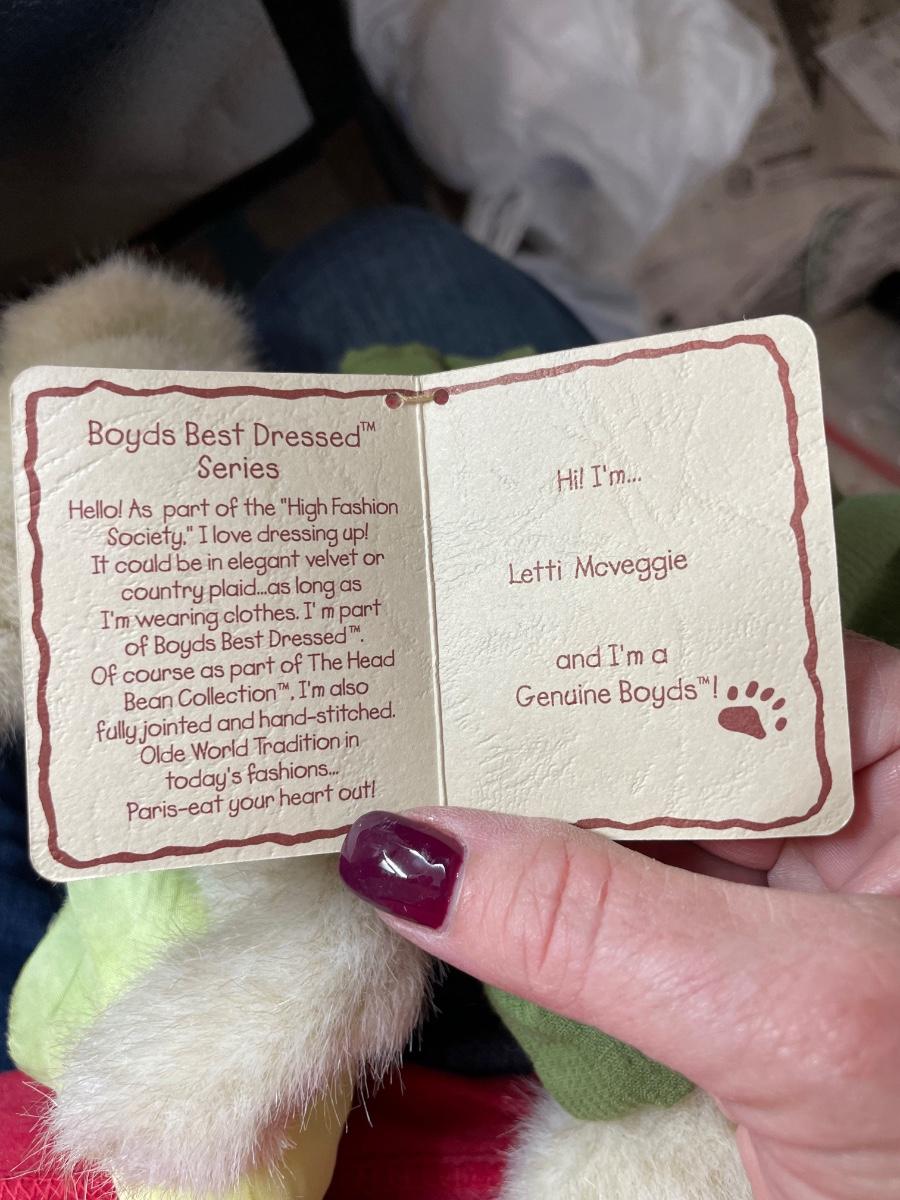 Boyds Best Dressed™
Series
Hello! As part of the "High Fashion
Society," I love dressing up!
It could be in elegant velvet or
country plaid...as long as
I'm wearing clothes. I'm part
of Boyds Best Dressed™.
Of course as part of The Head
Bean Collection™, I'm also
fully jointed and hand-stitched.
Olde World Tradition in
today's fashions...
Paris-eat your heart out!
Hi! I'm...
Letti Mcveggie
and I'm a
Genuine Boyds™!